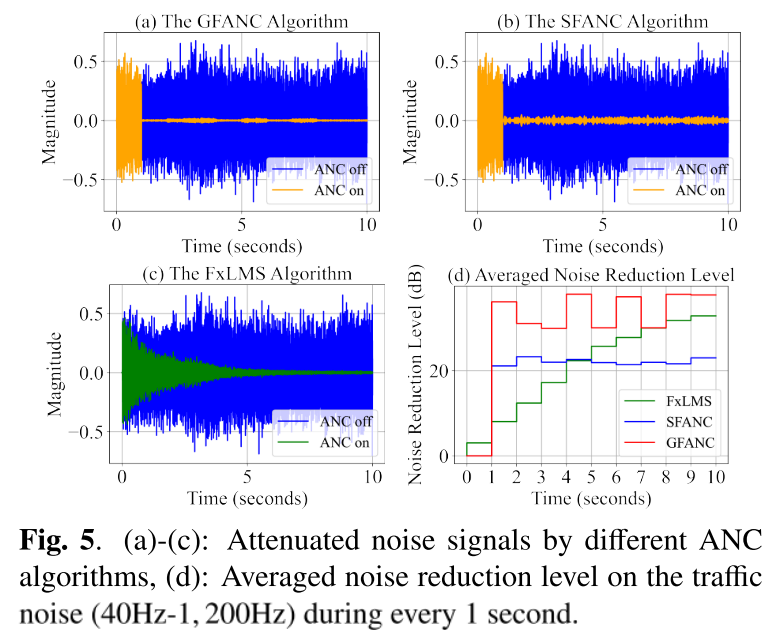 (a) The GFANC Algorithm
Magnitude
0.5
0.0
−0.5
ANC off
ANC on
0
5
10
Time (seconds)
(b) The SFANC Algorithm
Magnitude
0.5
0.0
−0.5
ANC off
ANC on
0
5
10
Time (seconds)
(c) The FxLMS Algorithm
Magnitude
0.5
0.0
−0.5
ANC off
ANC on
0
5
10
Time (seconds)
(d) Averaged Noise Reduction Level
Noise Reduction Level (dB)
20
0
FxLMS
SFANC
GFANC
0 1 2 3 4 5 6 7 8 9 10
Time (seconds)
Fig. 5. (a)-(c): Attenuated noise signals by different ANC
algorithms, (d): Averaged noise reduction level on the traffic
noise (40Hz-1, 200Hz) during every 1 second.